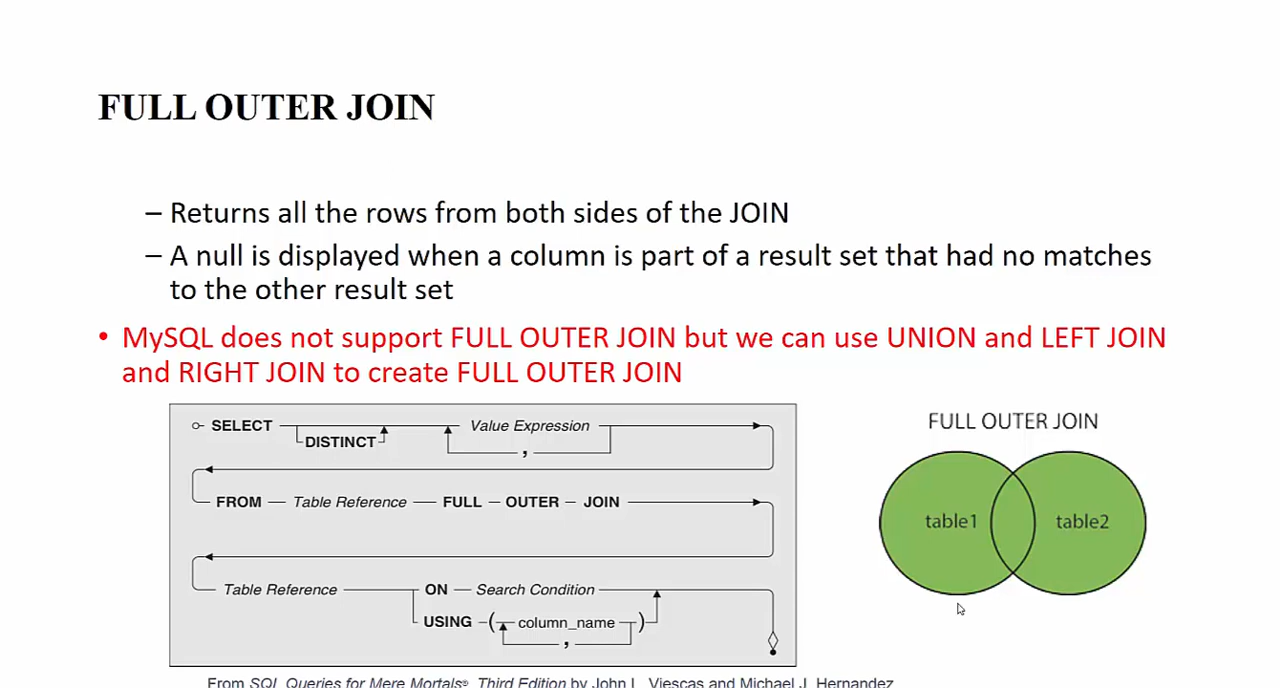 FULL OUTER JOIN
– Returns all the rows from both sides of the JOIN
– A null is displayed when a column is part of a result set that had no matches
to the other result set
• MySQL does not support FULL OUTER JOIN but we can use UNION and LEFT JOIN
and RIGHT JOIN to create FULL OUTER JOIN
SELECT
DISTINCT
Value Expression
,
FROM Table Reference FULL OUTER JOIN
Table Reference ON Search Condition
USING ( column_name )
,
FULL OUTER JOIN
table1 table2
From SQL Queries for Mere Mortals®, Third Edition by John L. Viescas and Michael J. Hernandez